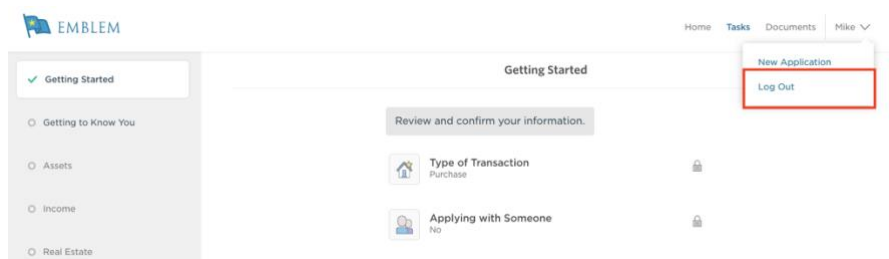 EMBLEM
Home Tasks Documents Mike
New Application
Log Out
Getting Started
Getting to Know You
Assets
Income
Real Estate
Getting Started
Review and confirm your information.
Type of Transaction
Purchase
Applying with Someone
No